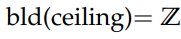 bld(ceiling)= ℤ